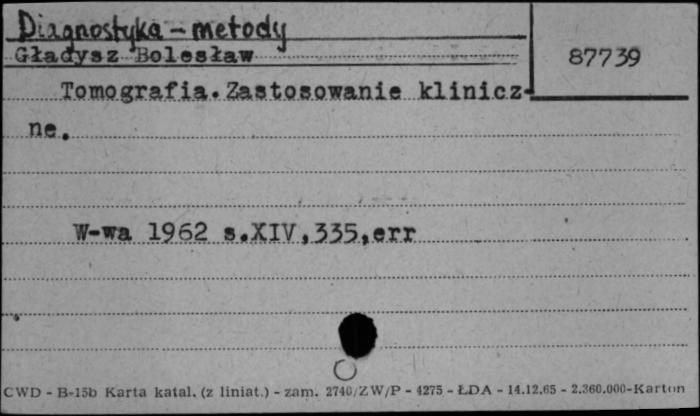 Diagnostyka - metody
Gładysz Bolesław
87739
Tomografia. Zastosowanie klinicz-
ne.
W-wa 1962 s.XIV,335,err
CWD - B-15b Karta katal. (z liniat.) - zam. 2740/ZW/P - 4275 - ŁDA - 14.12.65 - 2.360.000-Karton